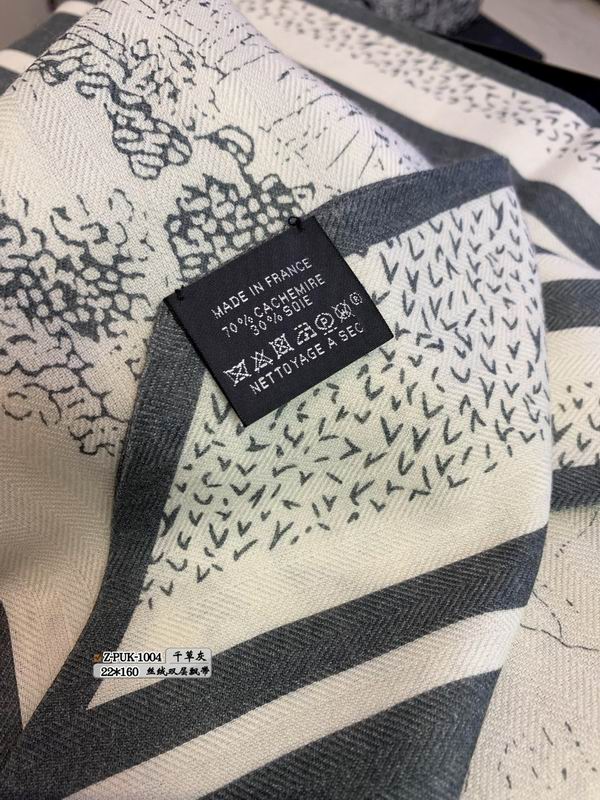 MADE IN FRANCE
70% CACHEMIRE
30% SOIE
NETTOYAGE A SEC
Z-PUK-1004 千草灰
22*160 丝绒双层飘带